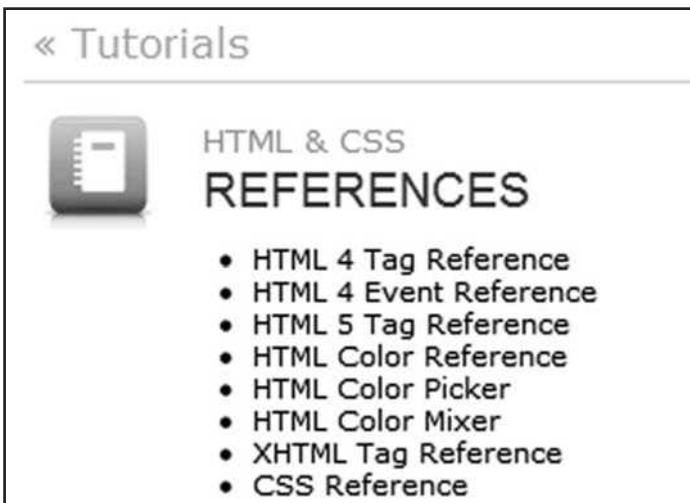 « Tutorials
HTML & CSS
REFERENCES
• HTML 4 Tag Reference
• HTML 4 Event Reference
• HTML 5 Tag Reference
• HTML Color Reference
• HTML Color Picker
• HTML Color Mixer
• XHTML Tag Reference
• CSS Reference